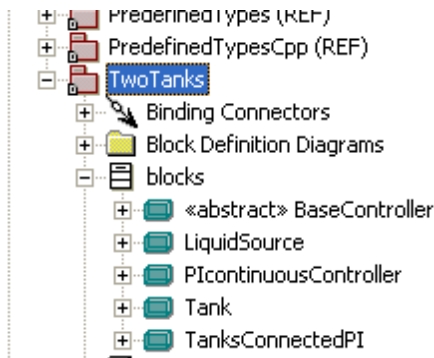 PredefinedTypes (REF)
PredefinedTypesCpp (REF)
TwoTanks
Binding Connectors
Block Definition Diagrams
blocks
«abstract» BaseController
LiquidSource
PIcontinuousController
Tank
TanksConnectedPI